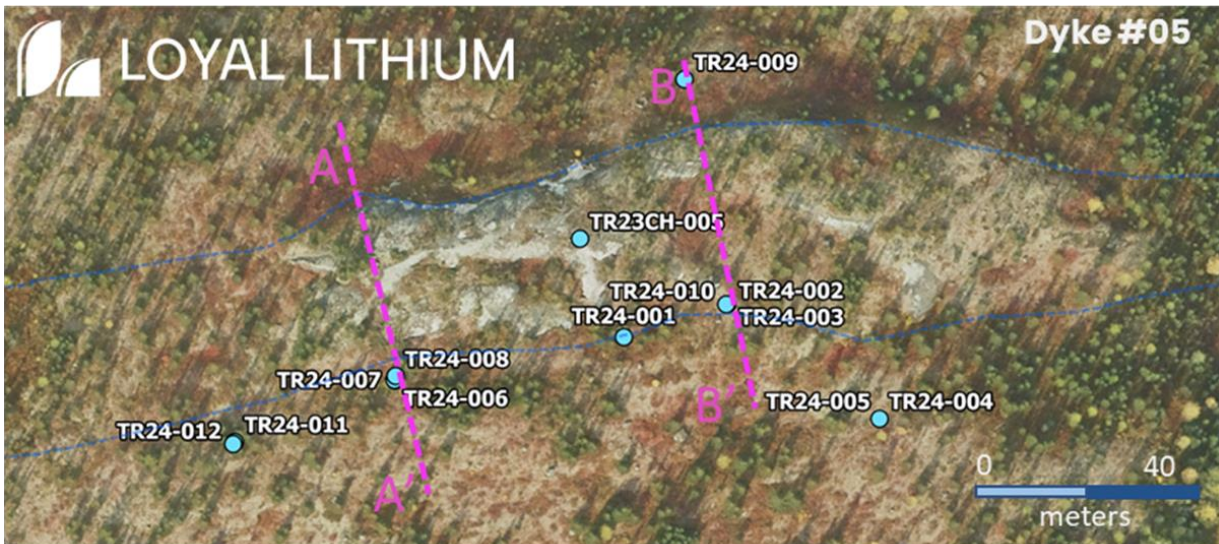 LOYAL LITHIUM
Dyke #05
TR24-009
B
A
TR23CH-005
TR24-010
TR24-002
TR24-001
TR24-003
TR24-008
TR24-007
TR24-006
B'
TR24-005
TR24-004
TR24-012
TR24-011
A'
0
40
meters